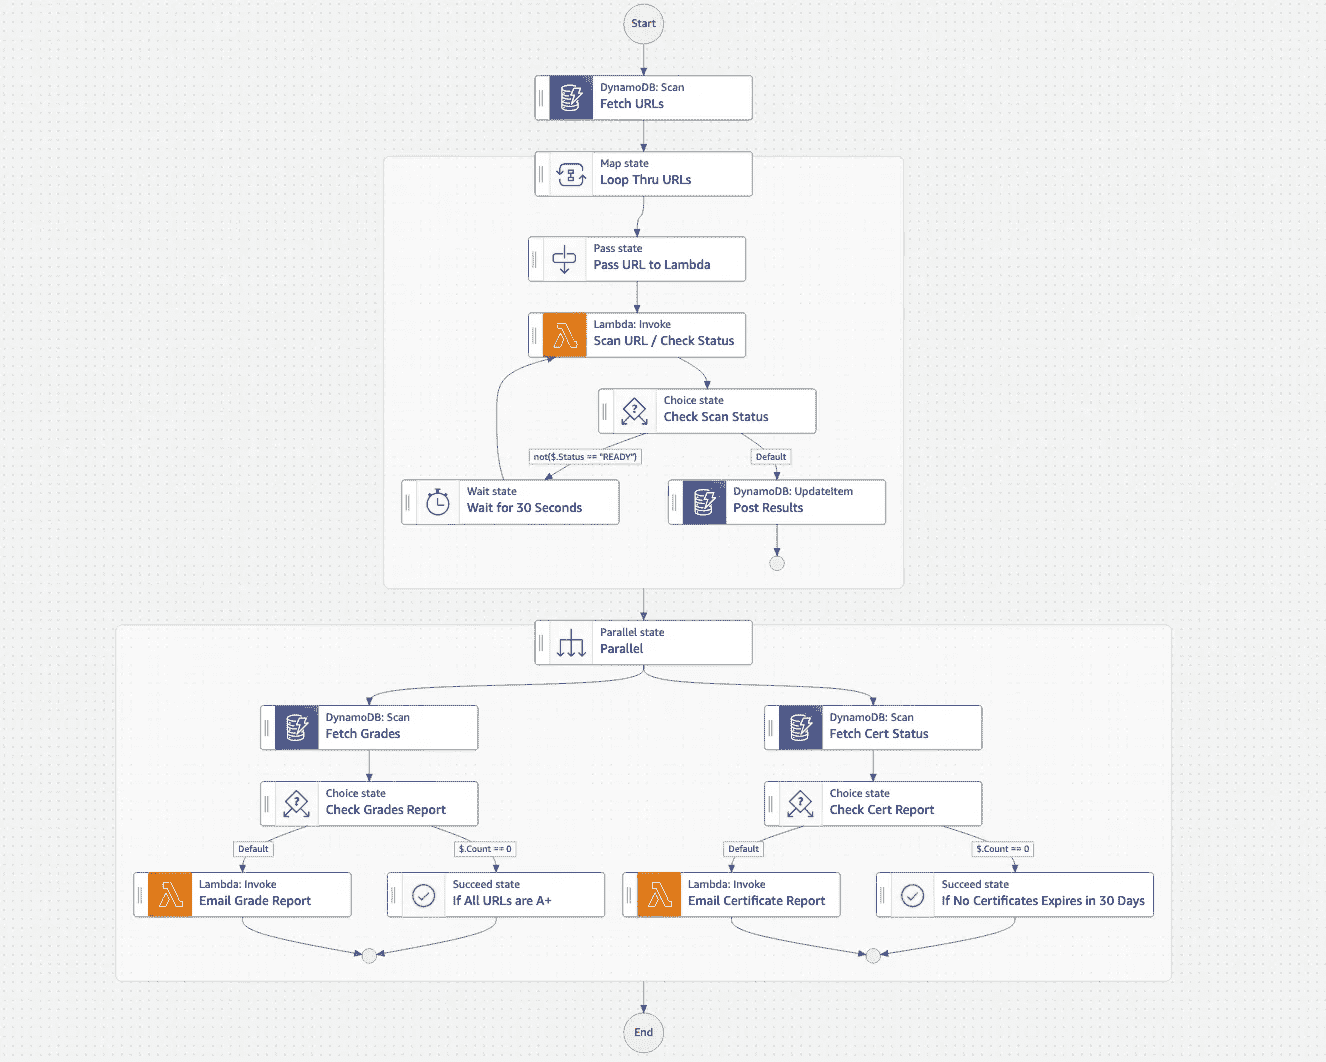 Start
DynamoDB: Scan
Fetch URLs
Map state
Loop Thru URLs
Pass state
Pass URL to Lambda
Lambda: Invoke
Scan URL / Check Status
Choice state
Check Scan Status
not($.Status == "READY")
Default
Wait state
Wait for 30 Seconds
DynamoDB: UpdateItem
Post Results
Parallel state
Parallel
DynamoDB: Scan
Fetch Grades
DynamoDB: Scan
Fetch Cert Status
Choice state
Check Grades Report
Choice state
Check Cert Report
Default
$.Count == 0
Default
$.Count == 0
Lambda: Invoke
Email Grade Report
Succeed state
If All URLs are A+
Lambda: Invoke
Email Certificate Report
Succeed state
If No Certificates Expires in 30 Days
End